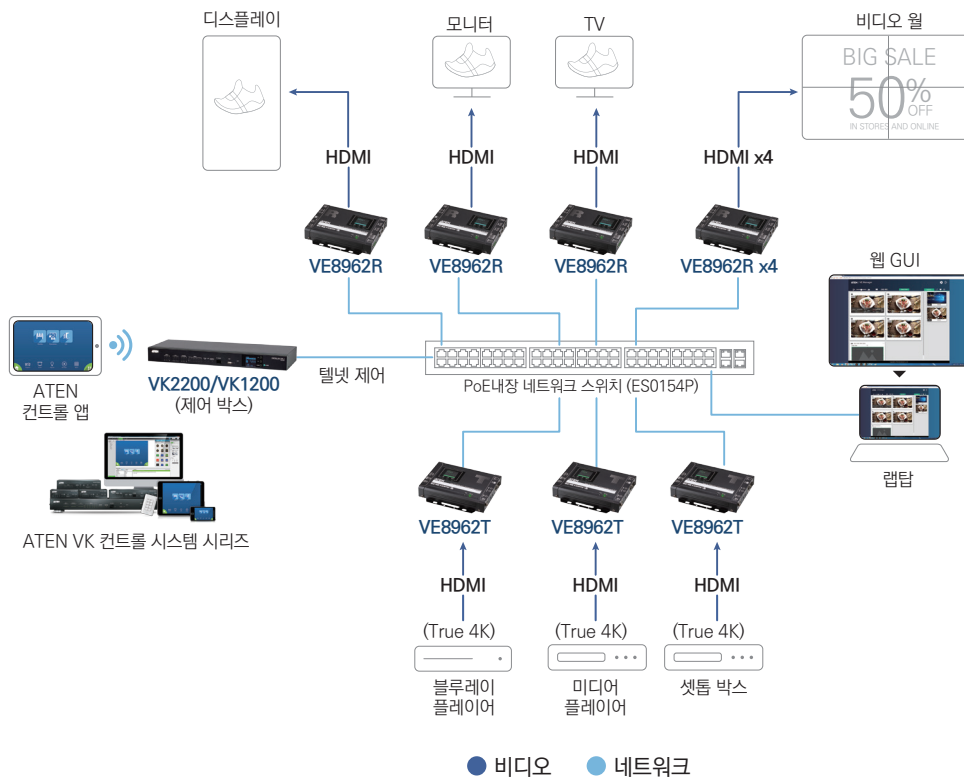 디스플레이
모니터
TV
비디오 월
BIG SALE
50%
OFF
IN STORES AND ONLINE
HDMI
HDMI
HDMI
HDMI x4
VE8962R
VE8962R
VE8962R
VE8962R x4
웹 GUI
ATEN
컨트롤 앱
VK2200/VK1200
(제어 박스)
텔넷 제어
PoE내장 네트워크 스위치 (ES0154P)
랩탑
ATEN VK 컨트롤 시스템 시리즈
VE8962T
VE8962T
VE8962T
HDMI
HDMI
HDMI
(True 4K)
(True 4K)
(True 4K)
블루레이
플레이어
미디어
플레이어
셋톱 박스
비디오
네트워크